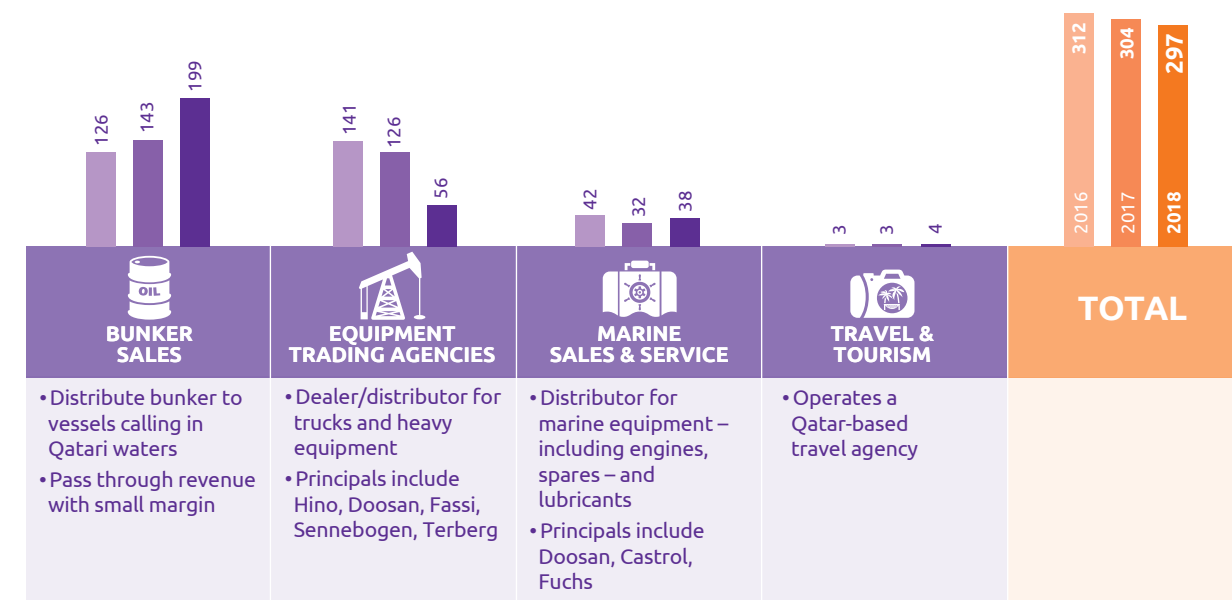 126
143
199
141
126
56
42
32
38
3
3
4
312
304
297
2016
2017
2018
OIL
BUNKER
SALES
EQUIPMENT
TRADING AGENCIES
MARINE
SALES & SERVICE
TRAVEL &
TOURISM
TOTAL
• Distribute bunker to
vessels calling in
Qatari waters
• Pass through revenue
with small margin
• Dealer/distributor for
trucks and heavy
equipment
• Principals include
Hino, Doosan, Fassi,
Sennebogen, Terberg
• Distributor for
marine equipment –
including engines,
spares – and
lubricants
• Principals include
Doosan, Castrol,
Fuchs
• Operates a
Qatar-based
travel agency